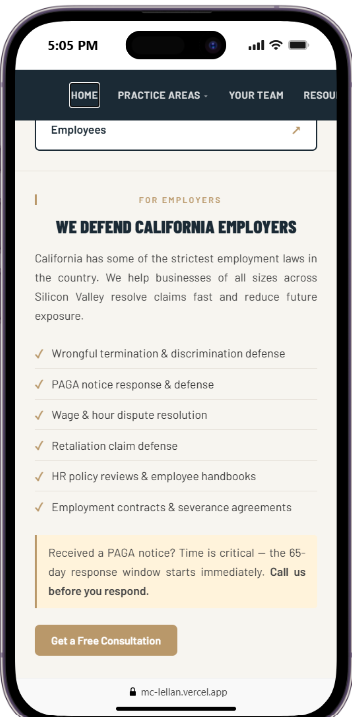 5:05 PM
HOME PRACTICE AREAS YOUR TEAM RESOU
Employees ↗
FOR EMPLOYERS
WE DEFEND CALIFORNIA EMPLOYERS
California has some of the strictest employment laws in
the country. We help businesses of all sizes across
Silicon Valley resolve claims fast and reduce future
exposure.
✓ Wrongful termination & discrimination defense
✓ PAGA notice response & defense
✓ Wage & hour dispute resolution
✓ Retaliation claim defense
✓ HR policy reviews & employee handbooks
✓ Employment contracts & severance agreements
Received a PAGA notice? Time is critical — the 65-
day response window starts immediately. Call us
before you respond.
Get a Free Consultation
mc-lellan.vercel.app